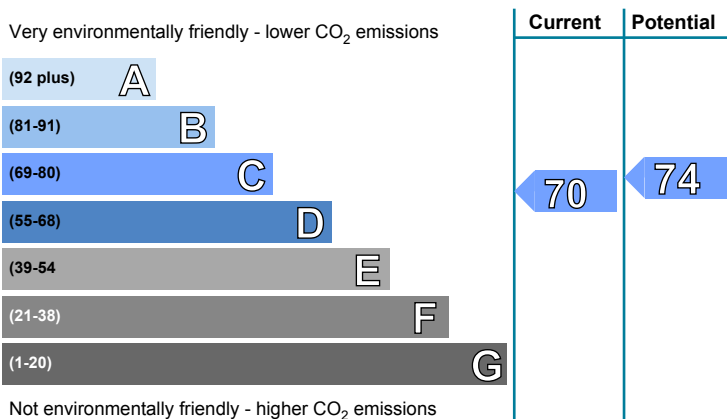 Current Potential
Very environmentally friendly - lower CO2 emissions
(92 plus) A
(81-91) B
(69-80) C
70 74
(55-68) D
(39-54 E
(21-38) F
(1-20) G
Not environmentally friendly - higher CO2 emissions